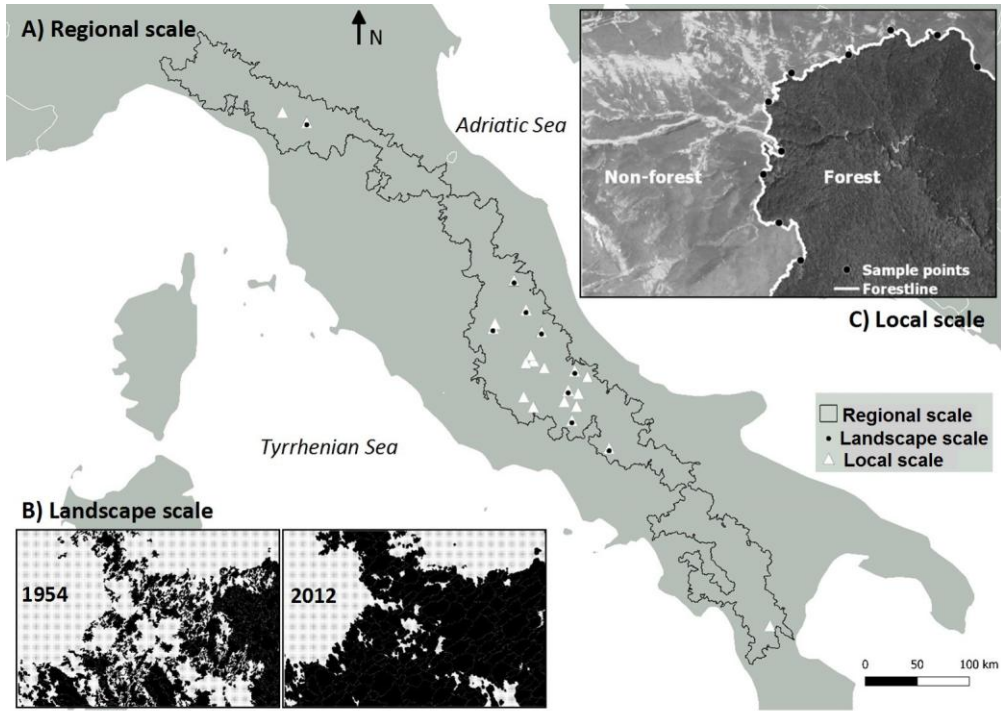 A) Regional scale
N
Adriatic Sea
Non-forest
Forest
Sample points
Forestline
C) Local scale
Regional scale
Landscape scale
Local scale
Tyrrhenian Sea
B) Landscape scale
1954
2012
0 50 100 km